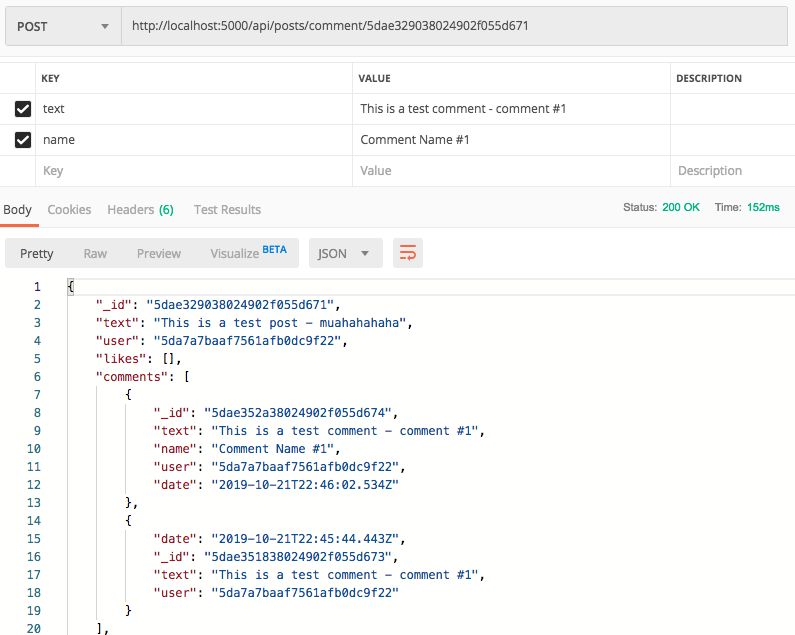 POST http://localhost:5000/api/posts/comment/5dae329038024902f055d671
KEY VALUE DESCRIPTION
text This is a test comment - comment #1
name Comment Name #1
Key Value Description
Body Cookies Headers (6) Test Results Status: 200 OK Time: 152ms
Pretty Raw Preview Visualize BETA JSON
1 {
2 "_id": "5dae329038024902f055d671",
3 "text": "This is a test post - muahahahaha",
4 "user": "5da7a7baaf7561afb0dc9f22",
5 "likes": [],
6 "comments": [
7 {
8 "_id": "5dae352a38024902f055d674",
9 "text": "This is a test comment - comment #1",
10 "name": "Comment Name #1",
11 "user": "5da7a7baaf7561afb0dc9f22",
12 "date": "2019-10-21T22:46:02.534Z"
13 },
14 {
15 "date": "2019-10-21T22:45:44.443Z",
16 "_id": "5dae351838024902f055d673",
17 "text": "This is a test comment - comment #1",
18 "user": "5da7a7baaf7561afb0dc9f22"
19 }
20 ],